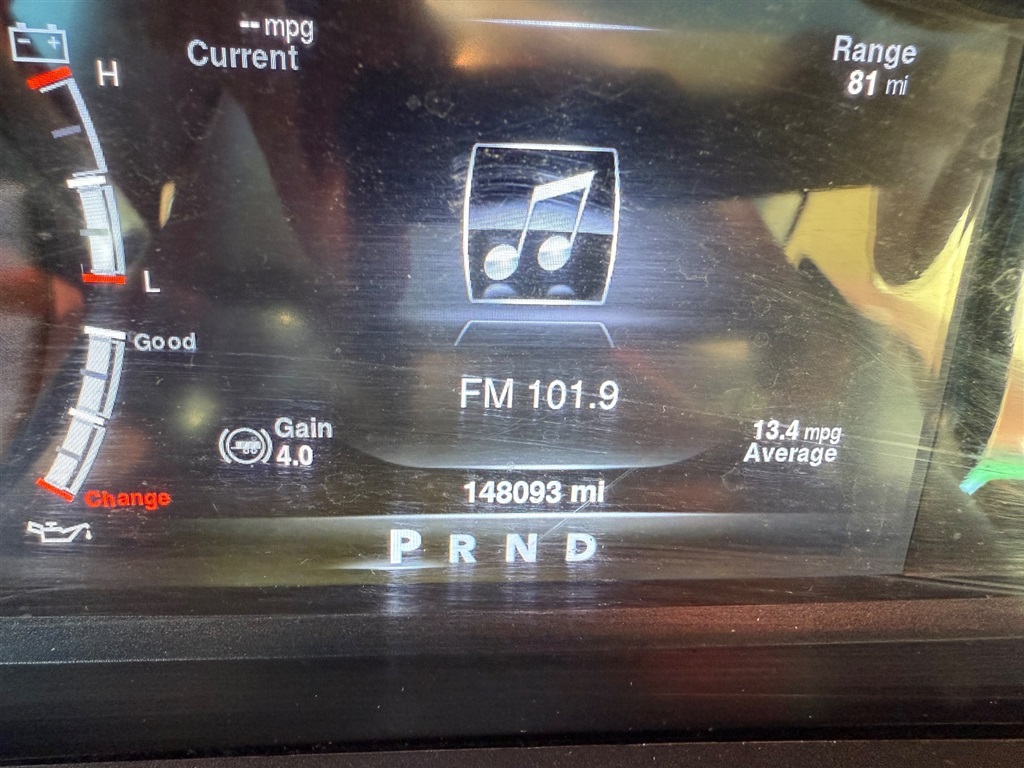 -- mpg
Current
Range
81 mi
H
L
Good
FM 101.9
Gain
4.0
13.4 mpg
Average
148093 mi
Change
P R N D